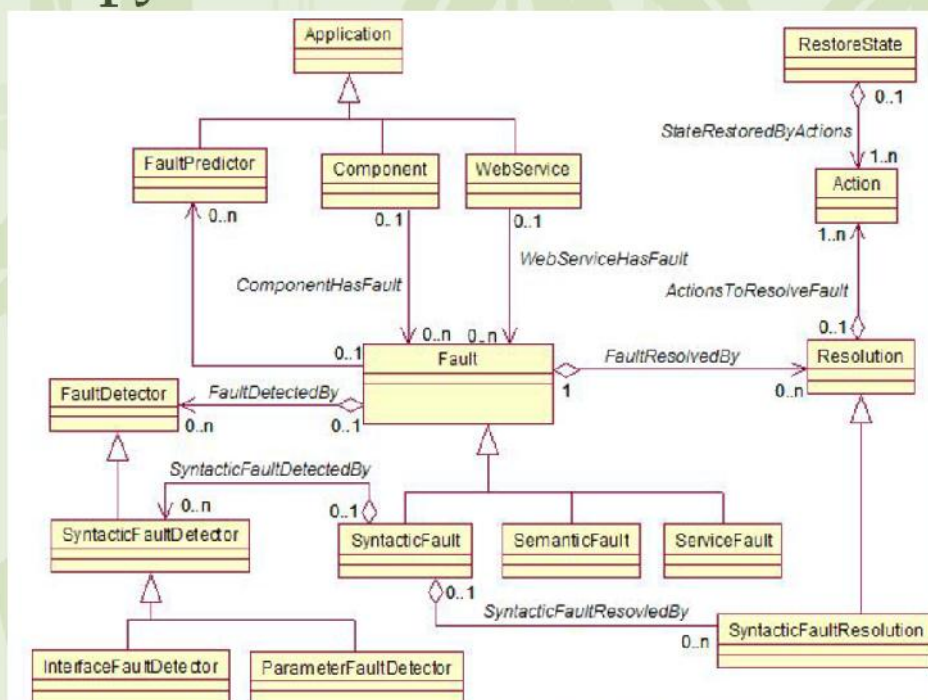 py
Application
RestoreState
0..1
StateRestoredByActions
1..n
FaultPredictor
Component
WebService
Action
0..n
0..1
0..1
1..n
WebServiceHasFault
ComponentHasFault
ActionsToResolveFault
0..n
0..n
0..1
0..1
Fault
FaultResolvedBy
Resolution
1
0..n
FaultDetector
FaultDetectedBy
0..n
0..1
SyntacticFaultDetectedBy
0..n
0..1
SyntacticFaultDetector
SyntacticFault
SemanticFault
ServiceFault
0..1
SyntacticFaultResovledBy
0..n
SyntacticFaultResolution
InterfaceFaultDetector
ParameterFaultDetector